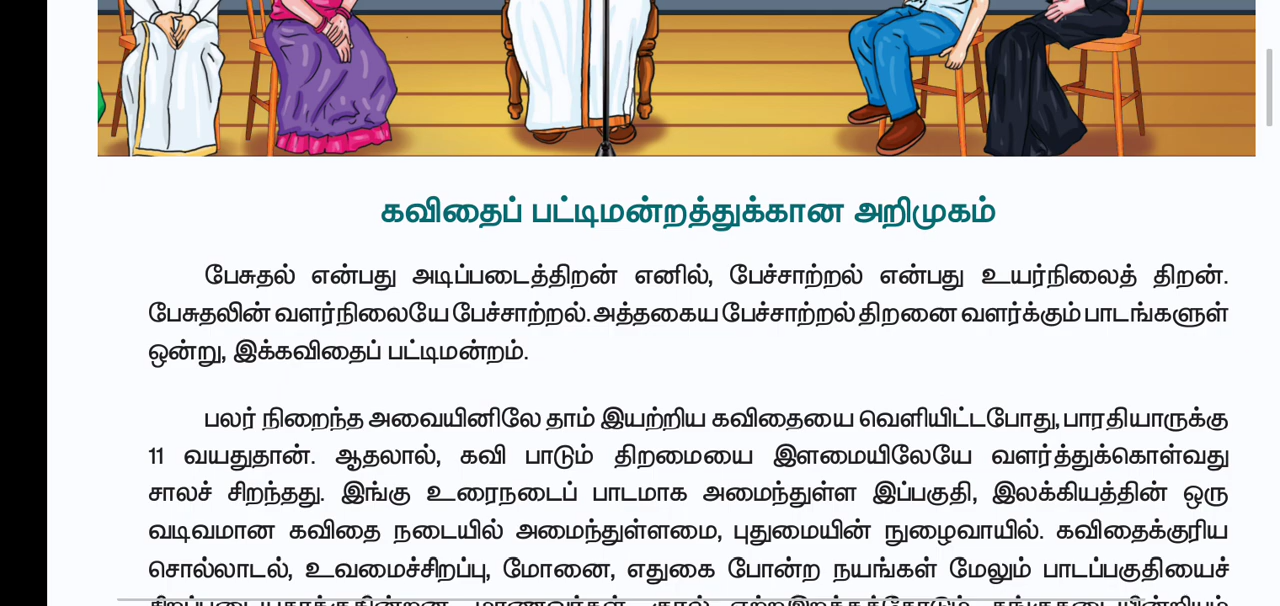 கவிதைப் பட்டிமன்றத்துக்கான அறிமுகம்
பேசுதல் என்பது அடிப்படைத்திறன் எனில், பேச்சாற்றல் என்பது உயர்நிலைத் திறன்.
பேசுதலின் வளர்நிலையே பேச்சாற்றல். அத்தகைய பேச்சாற்றல் திறனை வளர்க்கும் பாடங்களுள்
ஒன்று, இக்கவிதைப் பட்டிமன்றம்.
பலர் நிறைந்த அவையினிலே தாம் இயற்றிய கவிதையை வெளியிட்டபோது, பாரதியாருக்கு
11 வயதுதான். ஆதலால், கவி பாடும் திறமையை இளமையிலேயே வளர்த்துக்கொள்வது
சாலச் சிறந்தது. இங்கு உரைநடைப் பாடமாக அமைந்துள்ள இப்பகுதி, இலக்கியத்தின் ஒரு
வடிவமான கவிதை நடையில் அமைந்துள்ளமை, புதுமையின் நுழைவாயில். கவிதைக்குரிய
சொல்லாடல், உவமைச்சிறப்பு, மோனை, எதுகை போன்ற நயங்கள் மேலும் பாடப்பகுதியைச்